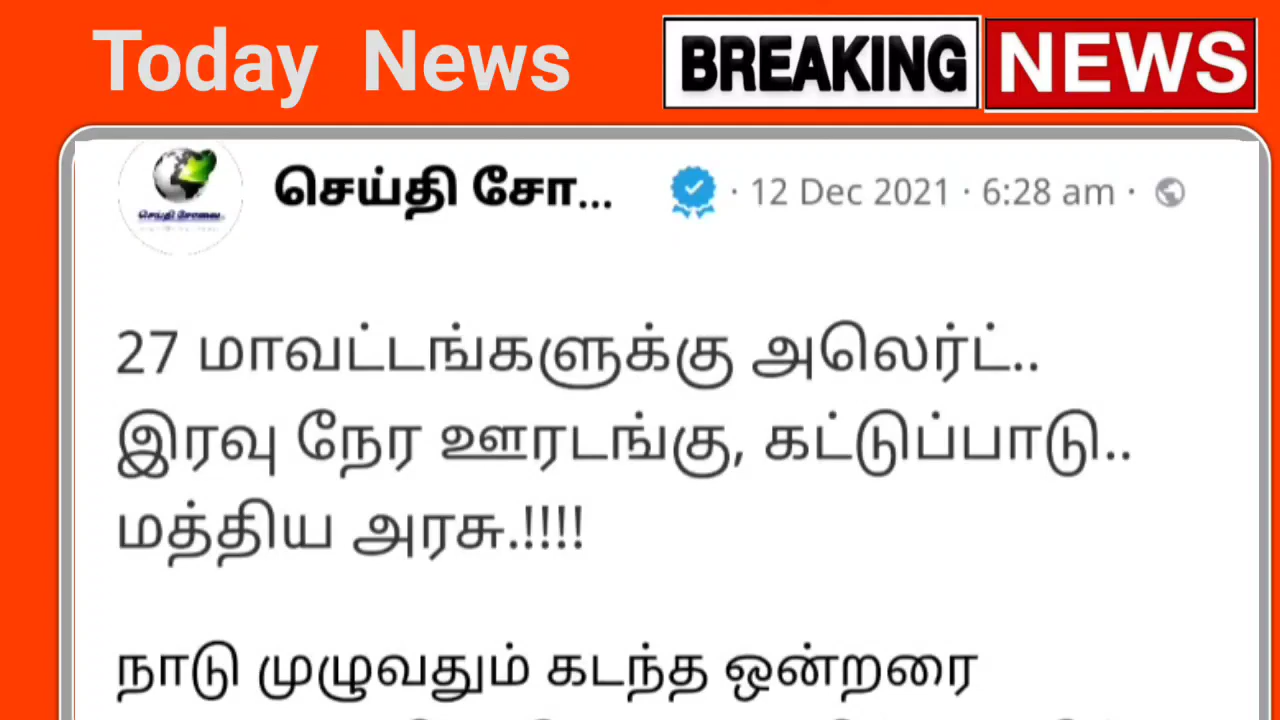 Today News
BREAKING NEWS
செய்தி சோ... · 12 Dec 2021 · 6:28 am ·
செய்தி சோலை
27 மாவட்டங்களுக்கு அலெர்ட்..
இரவு நேர ஊரடங்கு, கட்டுப்பாடு..
மத்திய அரசு.!!!!
நாடு முழுவதும் கடந்த ஒன்றரை